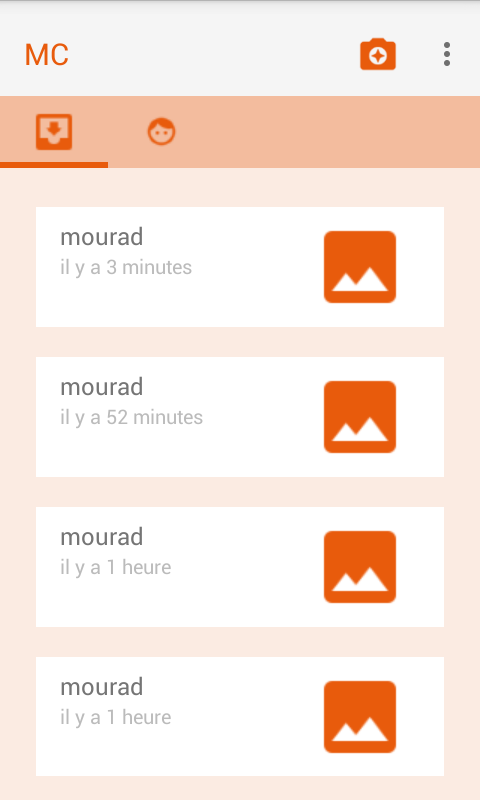 MC
mourad
il y a 3 minutes
mourad
il y a 52 minutes
mourad
il y a 1 heure
mourad
il y a 1 heure